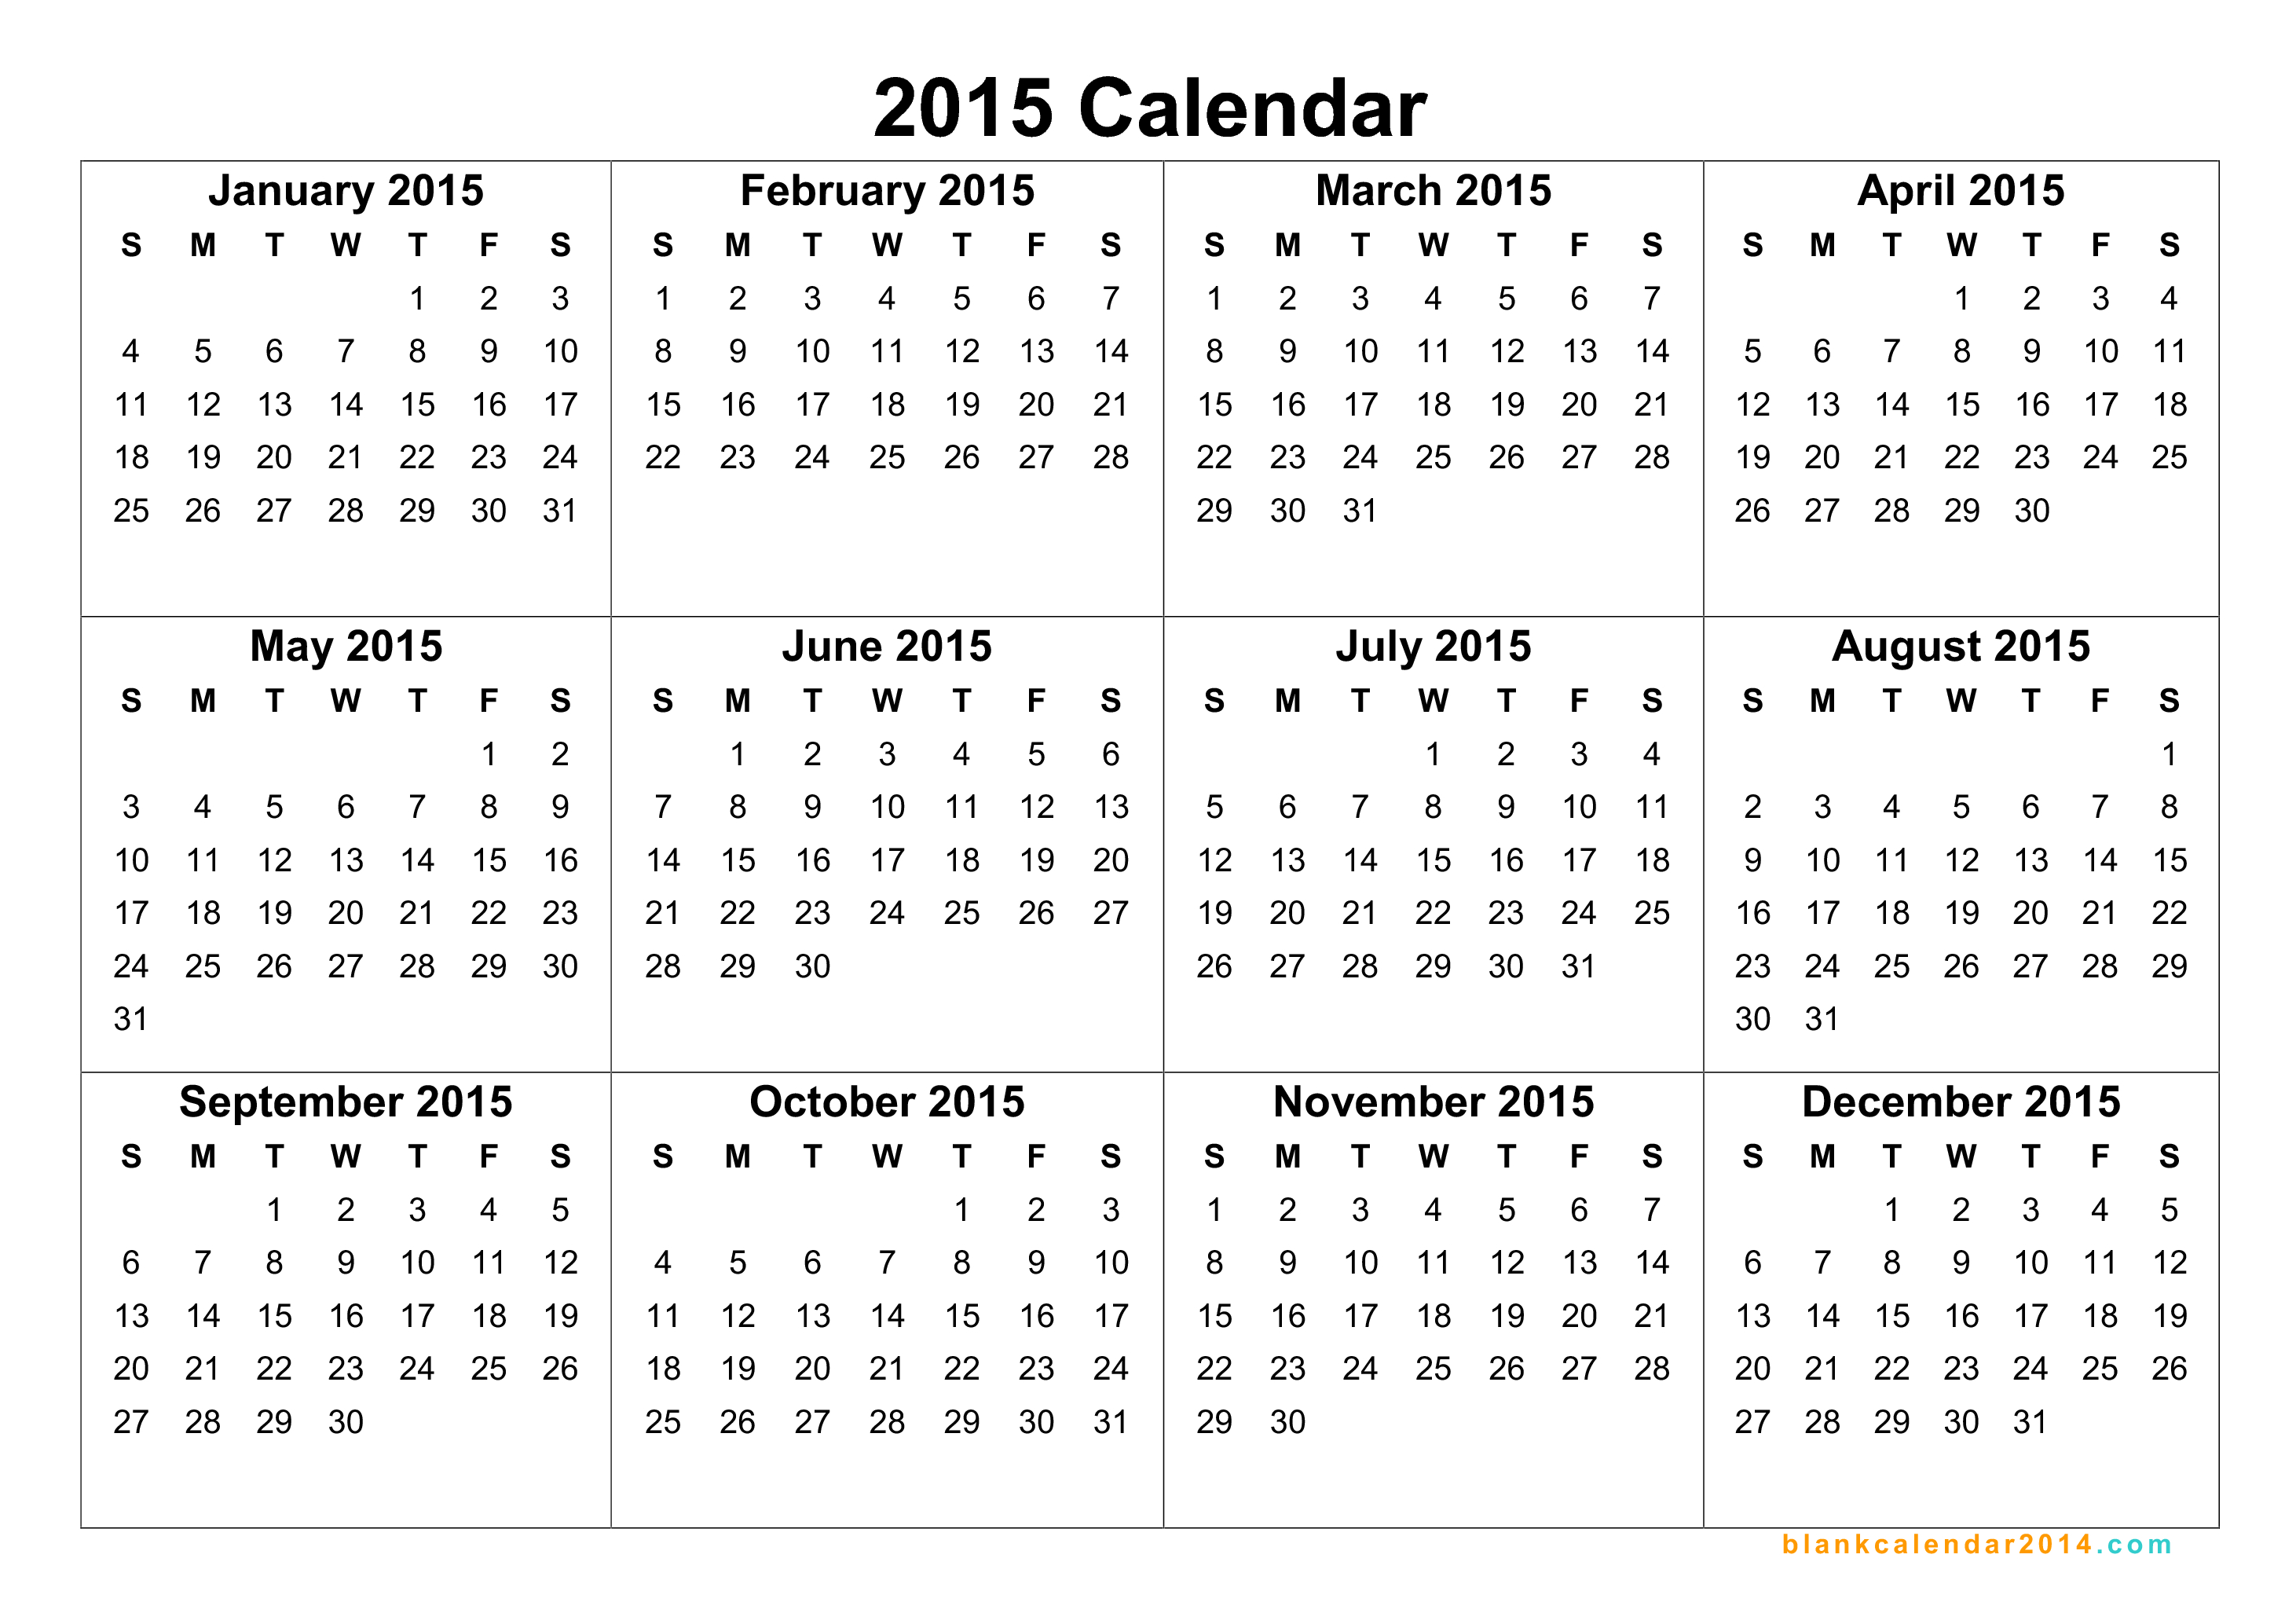 2015 Calendar
January 2015
S M T W T F S
1 2 3
4 5 6 7 8 9 10
11 12 13 14 15 16 17
18 19 20 21 22 23 24
25 26 27 28 29 30 31
February 2015
S M T W T F S
1 2 3 4 5 6 7
8 9 10 11 12 13 14
15 16 17 18 19 20 21
22 23 24 25 26 27 28
March 2015
S M T W T F S
1 2 3 4 5 6 7
8 9 10 11 12 13 14
15 16 17 18 19 20 21
22 23 24 25 26 27 28
29 30 31
April 2015
S M T W T F S
1 2 3 4
5 6 7 8 9 10 11
12 13 14 15 16 17 18
19 20 21 22 23 24 25
26 27 28 29 30
May 2015
S M T W T F S
1 2
3 4 5 6 7 8 9
10 11 12 13 14 15 16
17 18 19 20 21 22 23
24 25 26 27 28 29 30
31
June 2015
S M T W T F S
1 2 3 4 5 6
7 8 9 10 11 12 13
14 15 16 17 18 19 20
21 22 23 24 25 26 27
28 29 30
July 2015
S M T W T F S
1 2 3 4
5 6 7 8 9 10 11
12 13 14 15 16 17 18
19 20 21 22 23 24 25
26 27 28 29 30 31
August 2015
S M T W T F S
1
2 3 4 5 6 7 8
9 10 11 12 13 14 15
16 17 18 19 20 21 22
23 24 25 26 27 28 29
30 31
September 2015
S M T W T F S
1 2 3 4 5
6 7 8 9 10 11 12
13 14 15 16 17 18 19
20 21 22 23 24 25 26
27 28 29 30
October 2015
S M T W T F S
1 2 3
4 5 6 7 8 9 10
11 12 13 14 15 16 17
18 19 20 21 22 23 24
25 26 27 28 29 30 31
November 2015
S M T W T F S
1 2 3 4 5 6 7
8 9 10 11 12 13 14
15 16 17 18 19 20 21
22 23 24 25 26 27 28
29 30
December 2015
S M T W T F S
1 2 3 4 5
6 7 8 9 10 11 12
13 14 15 16 17 18 19
20 21 22 23 24 25 26
27 28 29 30 31
blankcalendar2014.com